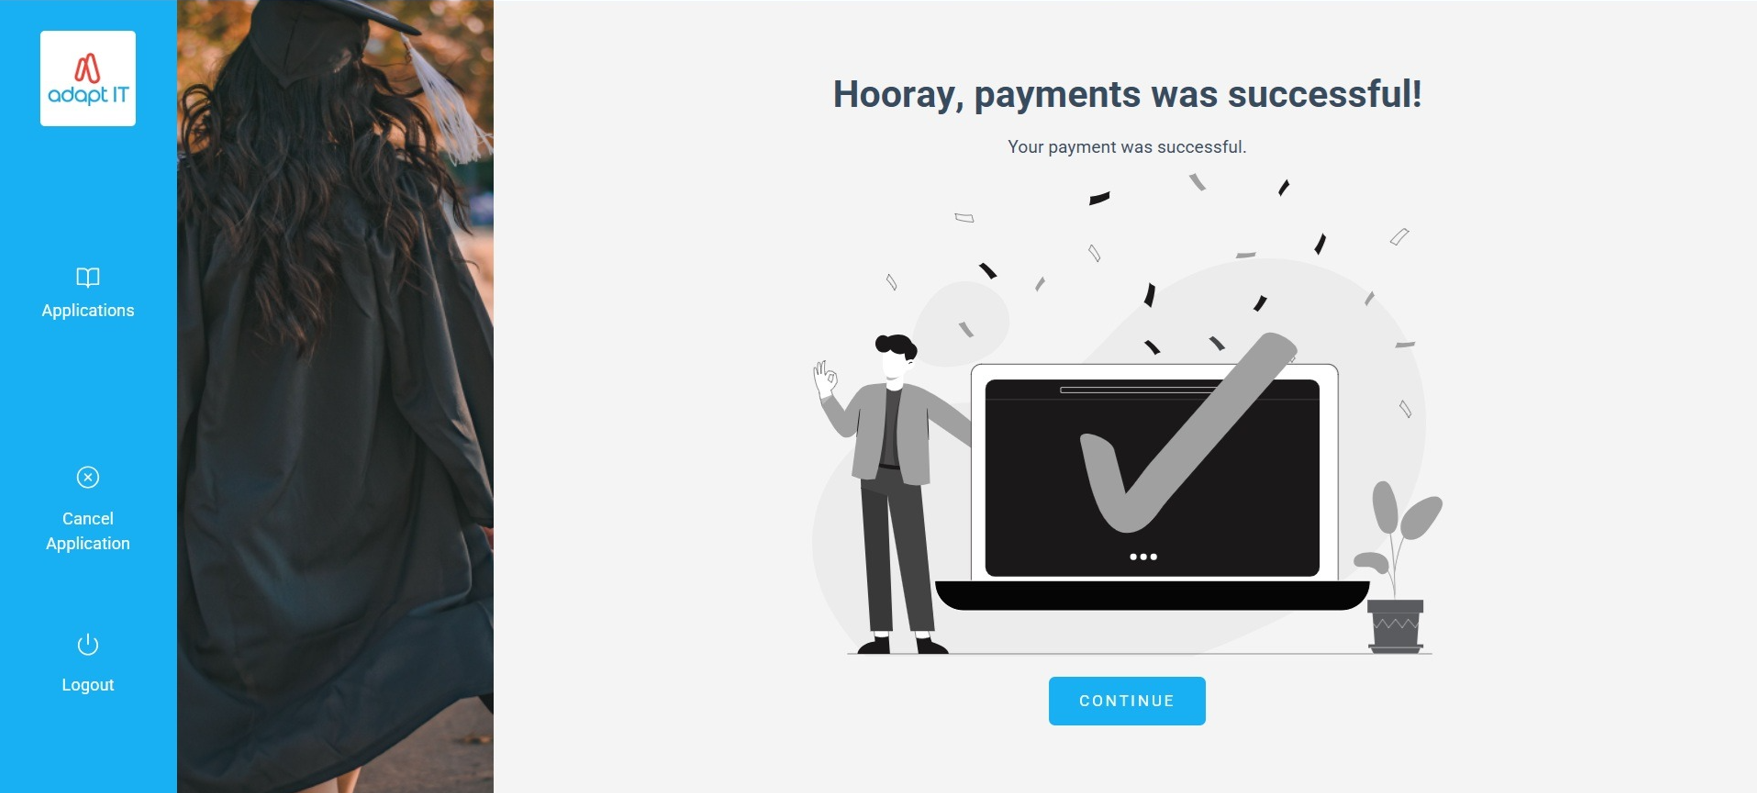 adapt IT
Applications
Cancel
Application
Logout
Hooray, payments was successful!
Your payment was successful.
CONTINUE